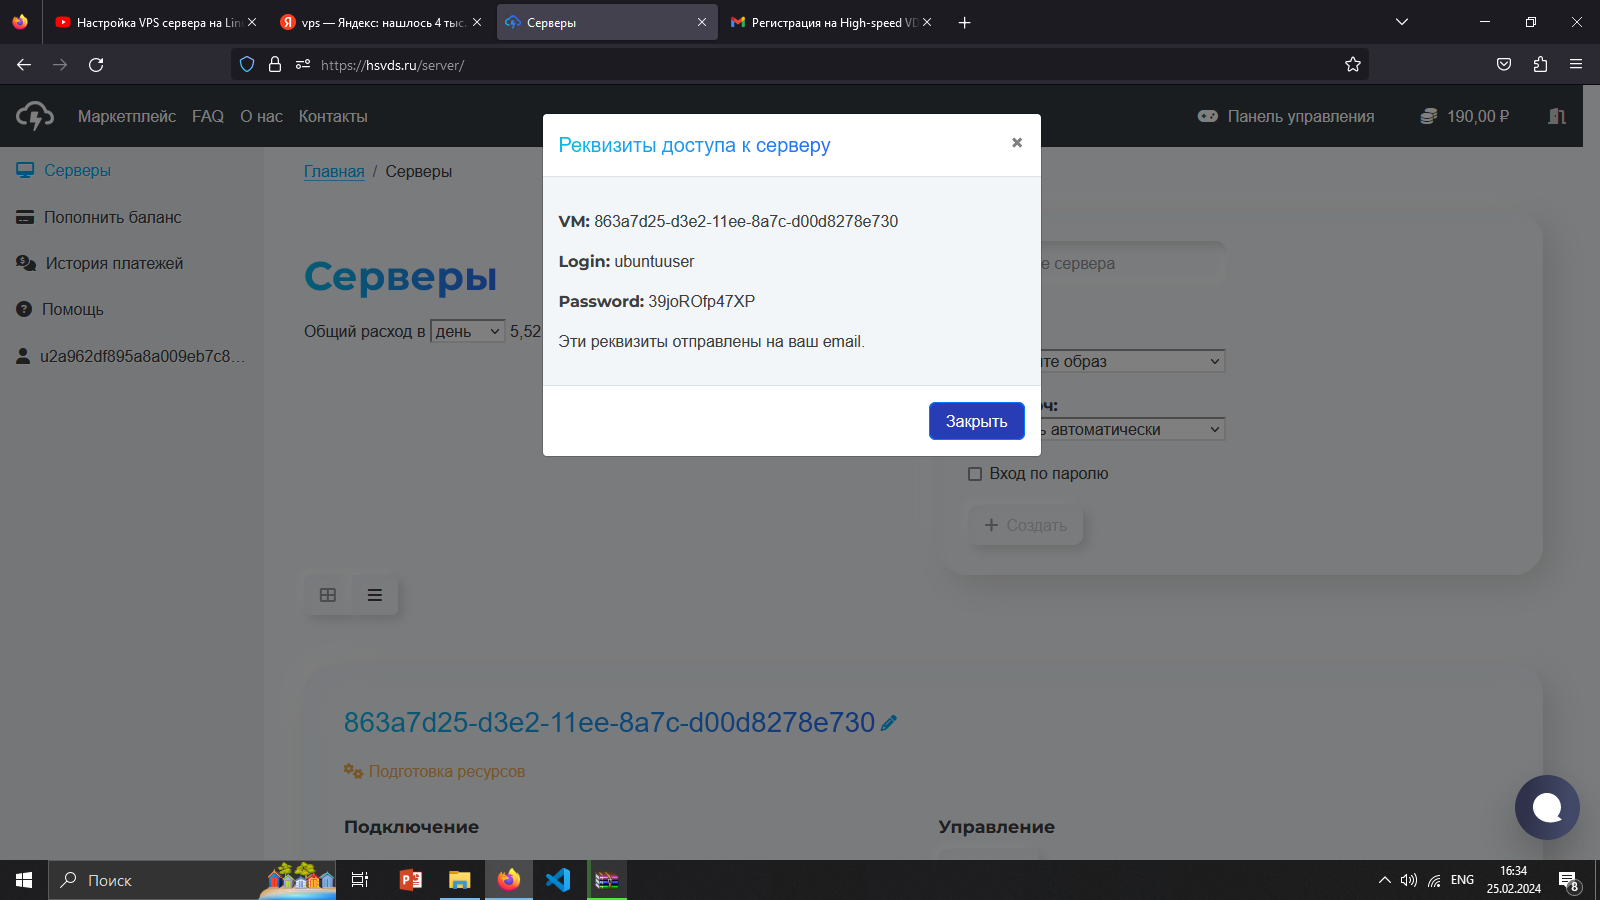 Настройка VPS сервера на Lin
vps — Яндекс: нашлось 4 тыс.
Серверы
Регистрация на High-speed VD
https://hsvds.ru/server/
Маркетплейс
FAQ
О нас
Контакты
Панель управления
190,00 ₽
Серверы
Пополнить баланс
История платежей
Помощь
u2a962df895a8a009eb7c8...
Главная / Серверы
Серверы
Общий расход в день 5,52
Реквизиты доступа к серверу
VM: 863a7d25-d3e2-11ee-8a7c-d00d8278e730
Login: ubuntuuser
Password: 39joROfp47XP
Эти реквизиты отправлены на ваш email.
Закрыть
е сервера
те образ
ч:
ь автоматически
Вход по паролю
+ Создать
863a7d25-d3e2-11ee-8a7c-d00d8278e730
Подготовка ресурсов
Подключение
Управление
Поиск
ENG
16:34
25.02.2024
8